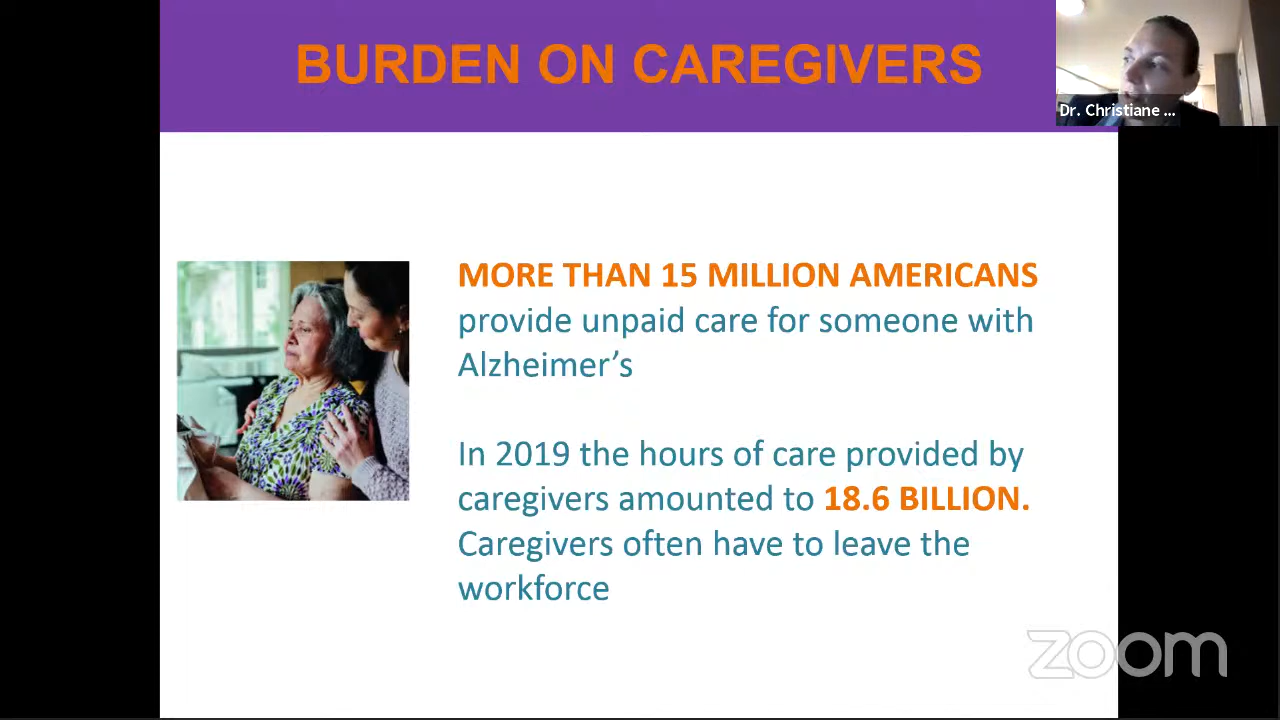 BURDEN ON CAREGIVERS
Dr. Christiane ...
MORE THAN 15 MILLION AMERICANS
provide unpaid care for someone with
Alzheimer’s
In 2019 the hours of care provided by
caregivers amounted to 18.6 BILLION.
Caregivers often have to leave the
workforce
zoom